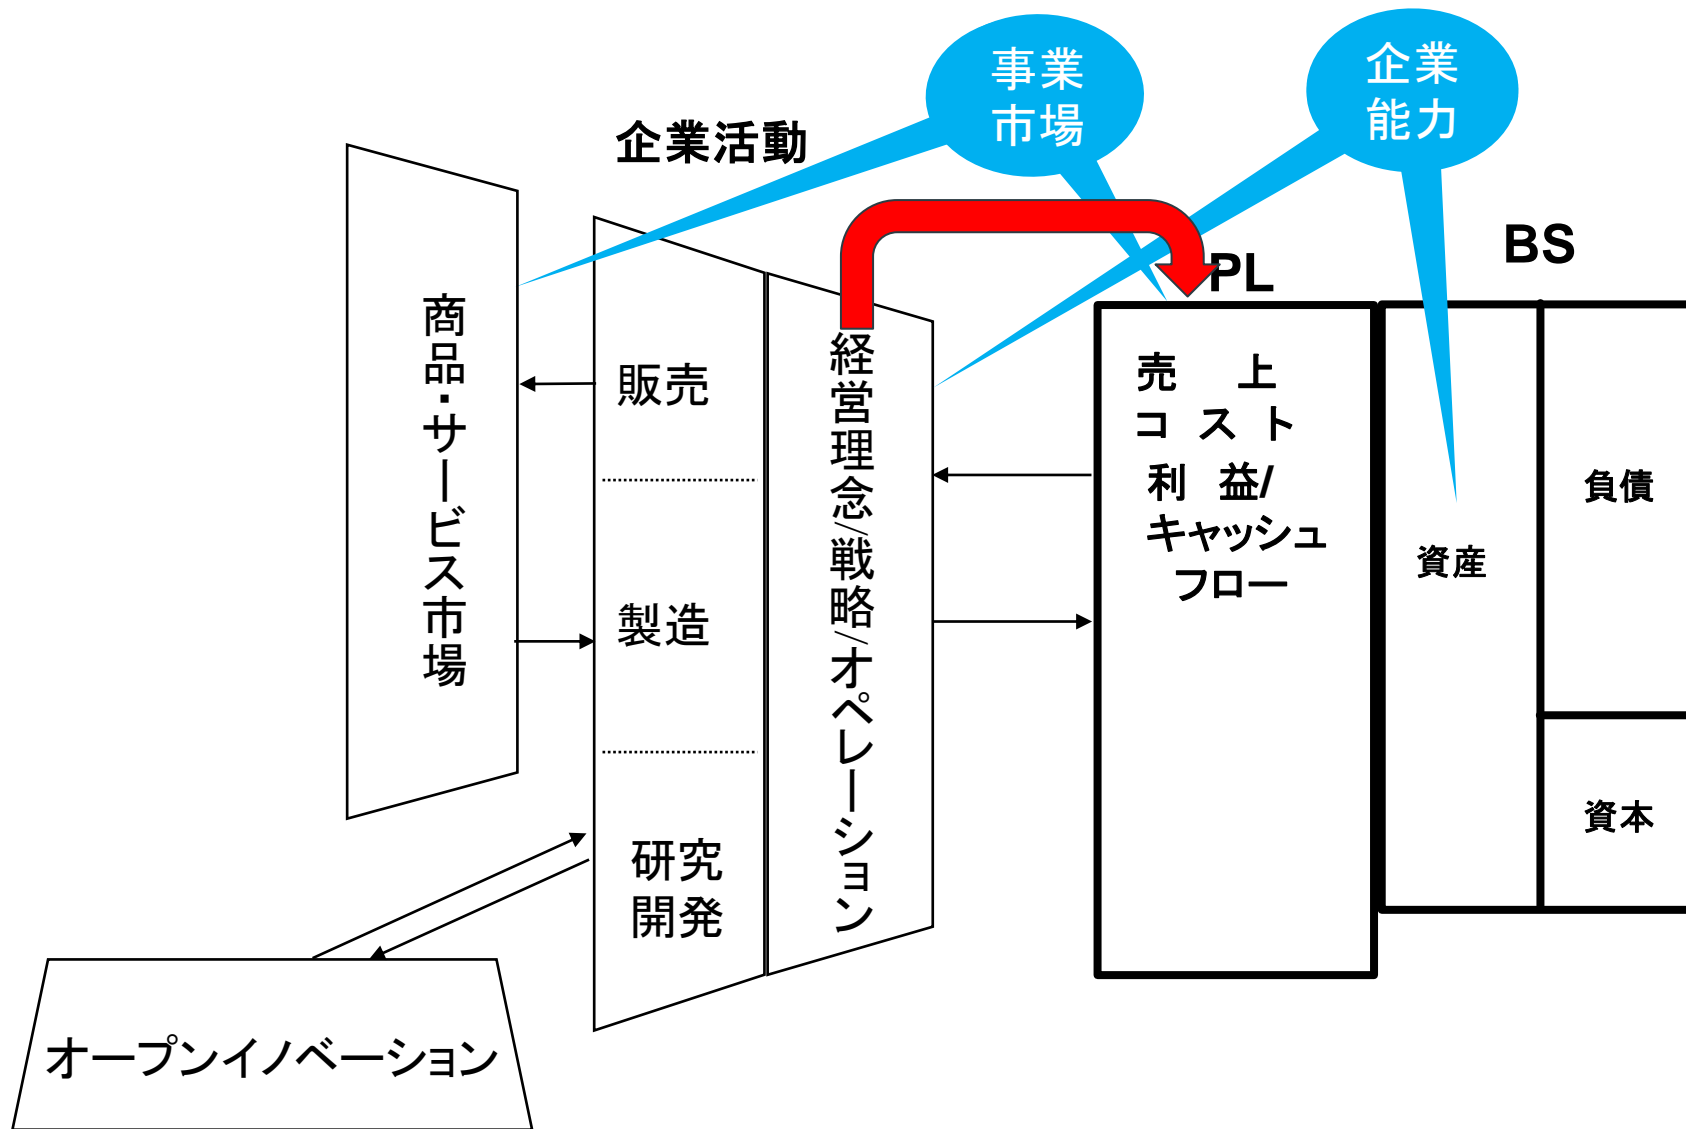 事業
市場
企業
能力
企業活動
BS
PL
商品・サービス市場
販売
製造
研究
開発
経営理念/戦略/オペレーション
売　上
コ ス ト
利　益/
キャッシュ
フロー
資産
負債
資本
オープンイノベーション